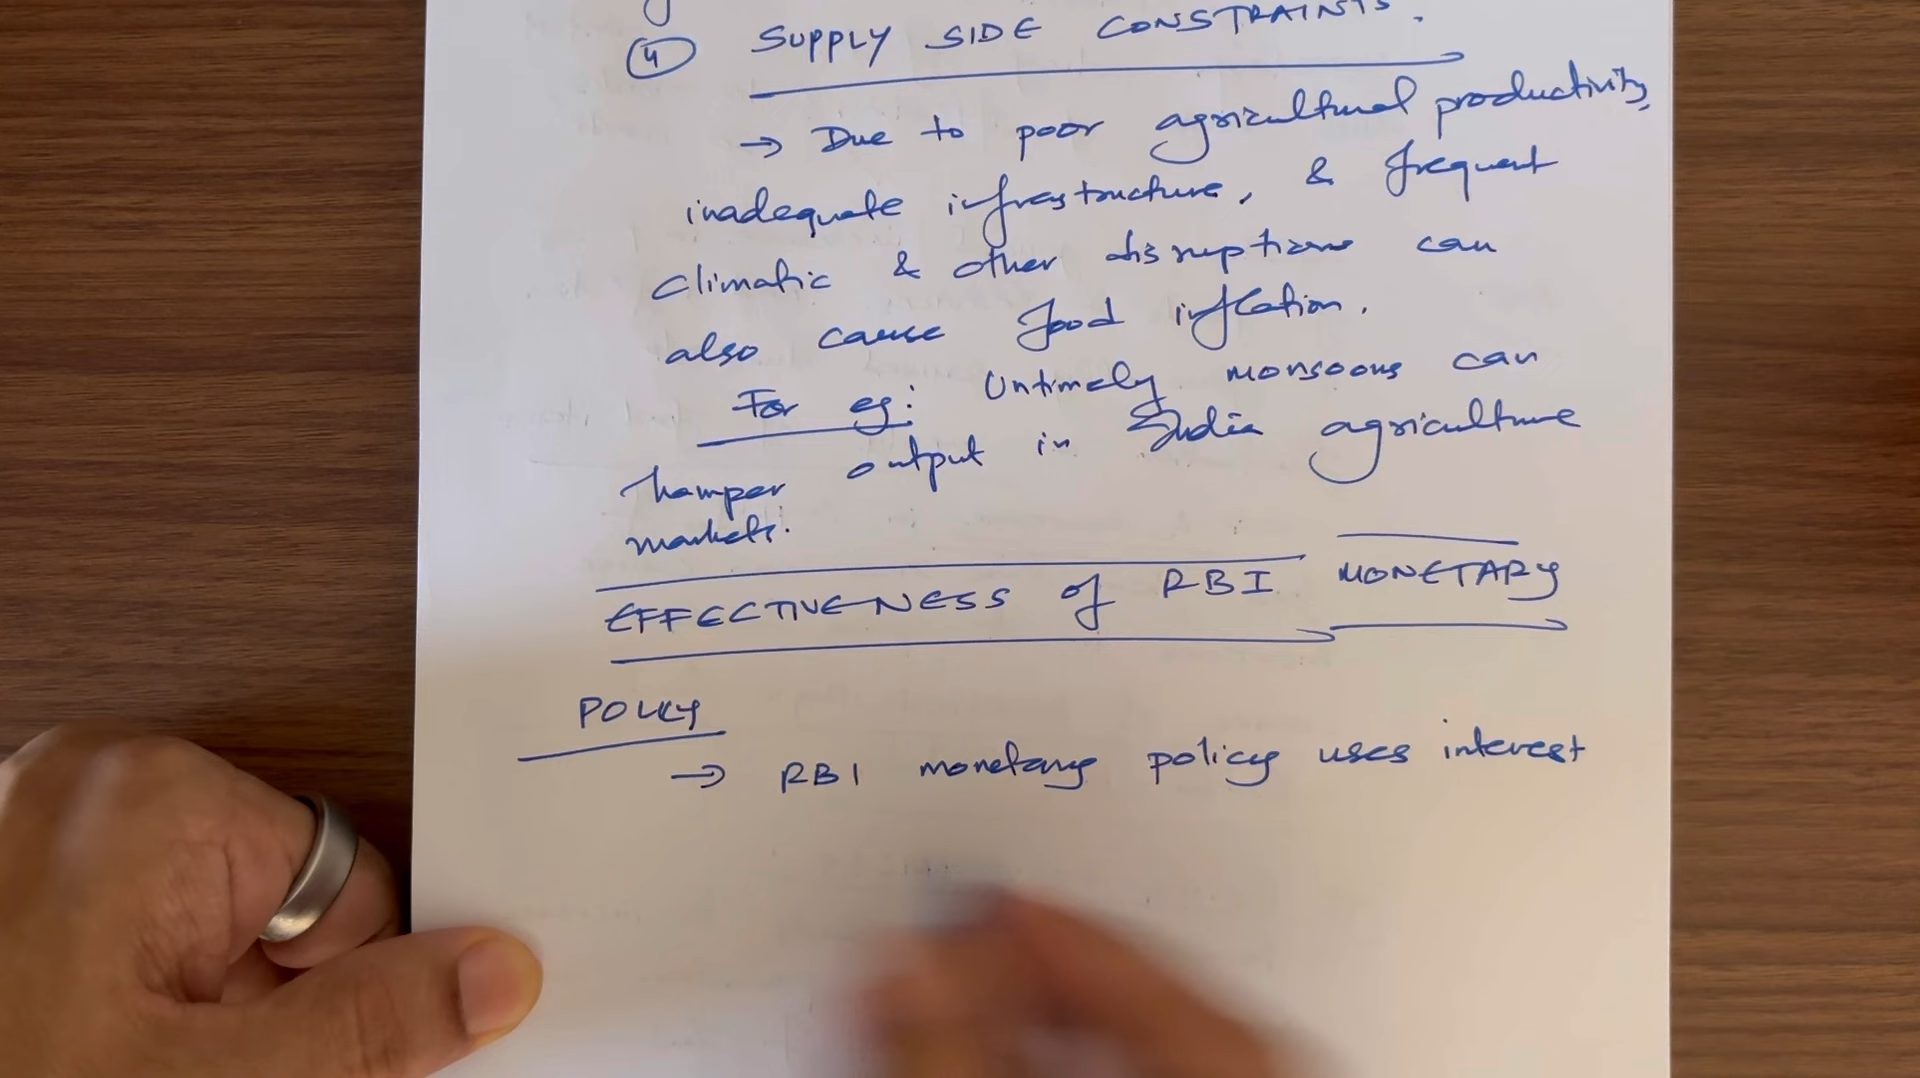 ④ SUPPLY SIDE CONSTRAINTS.
→ Due to poor agricultural productivity,
inadequate infrastructure, & frequent
climatic & other disruptions can
also cause food inflation.
For eg: Untimely monsoons can
hamper output in India agriculture
markets.
EFFECTIVENESS of RBI MONETARY
POLICY
→ RBI monetary policy uses interest